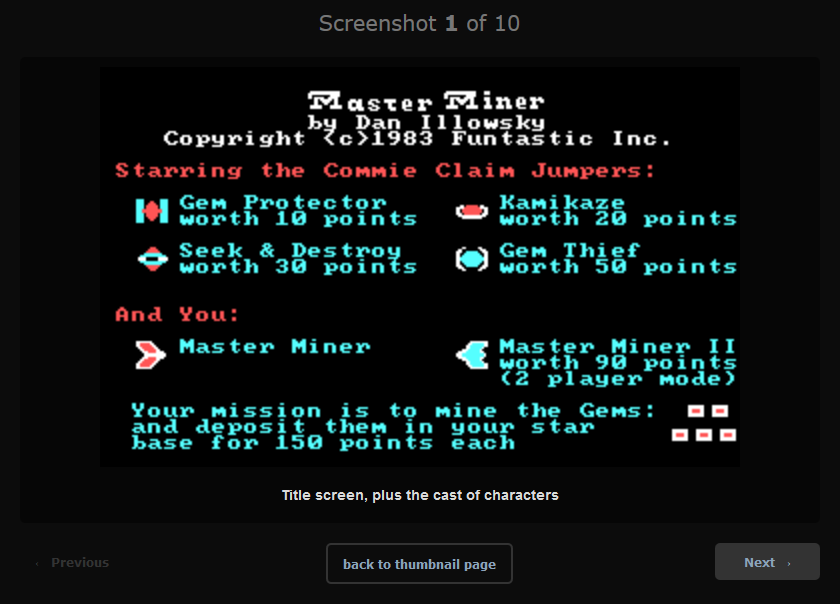 Screenshot 1 of 10
Master Miner
by Dan Illowsky
Copyright <c>1983 Funtastic Inc.
Starring the Commie Claim Jumpers:
Gem Protector
worth 10 points
Kamikaze
worth 20 points
Seek & Destroy
worth 30 points
Gem Thief
worth 50 points
And You:
Master Miner
Master Miner II
worth 90 points
(2 player mode)
Your mission is to mine the Gems:
and deposit them in your star
base for 150 points each
Title screen, plus the cast of characters
← Previous
back to thumbnail page
Next →